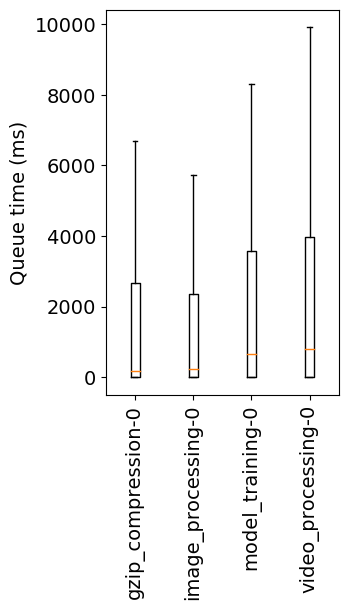 10000
8000
6000
4000
2000
0
Queue time (ms)
gzip_compression-0
image_processing-0
model_training-0
video_processing-0